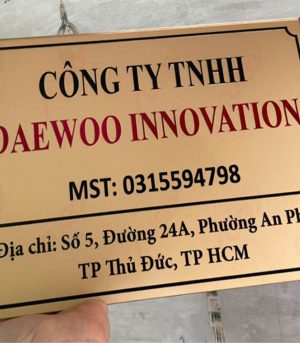 CÔNG TY TNHH
DAEWOO INNOVATION
MST: 0315594798
Địa chỉ: Số 5, Đường 24A, Phường An Ph
TP Thủ Đức, TP HCM